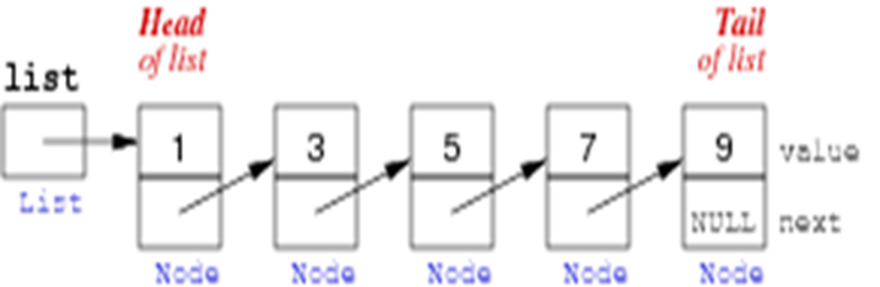 Head
of list
Tail
of list
list
1 3 5 7 9 value
List
NULL next
Node Node Node Node Node